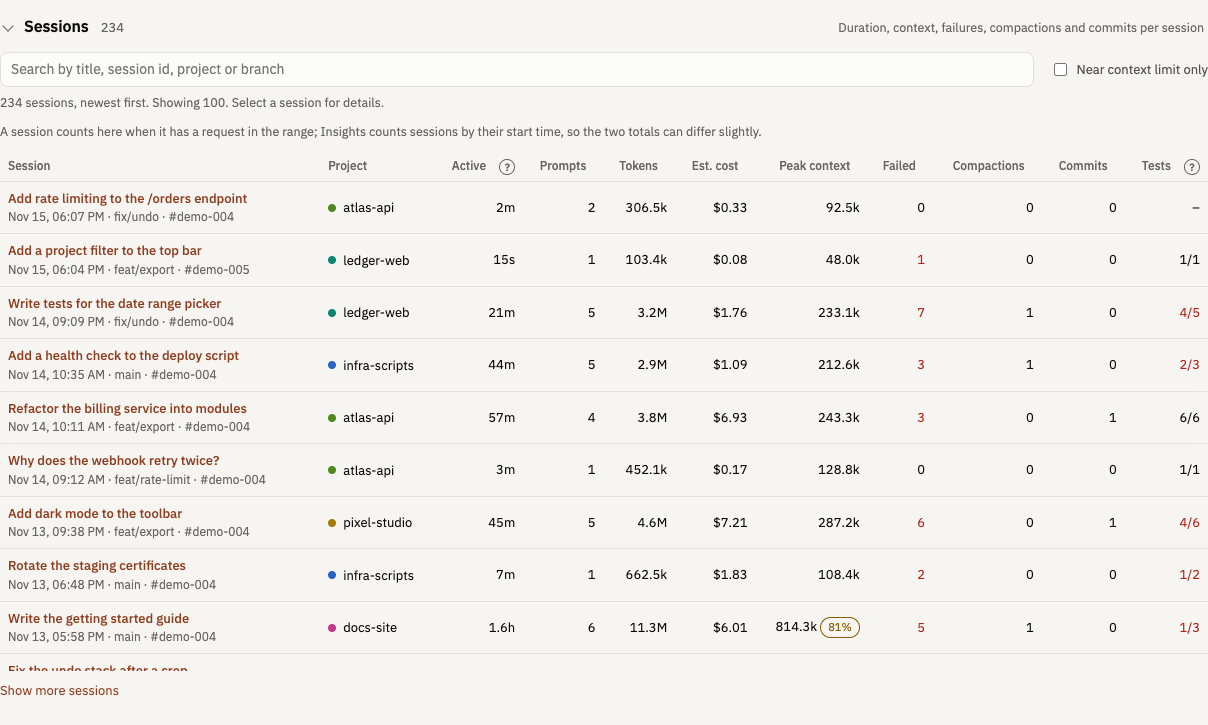 Sessions 234 Duration, context, failures, compactions and commits per session
Search by title, session id, project or branch Near context limit only
234 sessions, newest first. Showing 100. Select a session for details.
A session counts here when it has a request in the range; Insights counts sessions by their start time, so the two totals can differ slightly.
Session Project Active ? Prompts Tokens Est. cost Peak context Failed Compactions Commits Tests ?
Add rate limiting to the /orders endpoint
Nov 15, 06:07 PM · fix/undo · #demo-004
atlas-api 2m 2 306.5k $0.33 92.5k 0 0 0 –
Add a project filter to the top bar
Nov 15, 06:04 PM · feat/export · #demo-005
ledger-web 15s 1 103.4k $0.08 48.0k 1 0 0 1/1
Write tests for the date range picker
Nov 14, 09:09 PM · fix/undo · #demo-004
ledger-web 21m 5 3.2M $1.76 233.1k 7 1 0 4/5
Add a health check to the deploy script
Nov 14, 10:35 AM · main · #demo-004
infra-scripts 44m 5 2.9M $1.09 212.6k 3 1 0 2/3
Refactor the billing service into modules
Nov 14, 10:11 AM · feat/export · #demo-004
atlas-api 57m 4 3.8M $6.93 243.3k 3 0 1 6/6
Why does the webhook retry twice?
Nov 14, 09:12 AM · feat/rate-limit · #demo-004
atlas-api 3m 1 452.1k $0.17 128.8k 0 0 0 1/1
Add dark mode to the toolbar
Nov 13, 09:38 PM · feat/export · #demo-004
pixel-studio 45m 5 4.6M $7.21 287.2k 6 0 1 4/6
Rotate the staging certificates
Nov 13, 06:48 PM · main · #demo-004
infra-scripts 7m 1 662.5k $1.83 108.4k 2 0 0 1/2
Write the getting started guide
Nov 13, 05:58 PM · main · #demo-004
docs-site 1.6h 6 11.3M $6.01 814.3k 81% 5 1 0 1/3
Fix the undo stack after a crop
Show more sessions